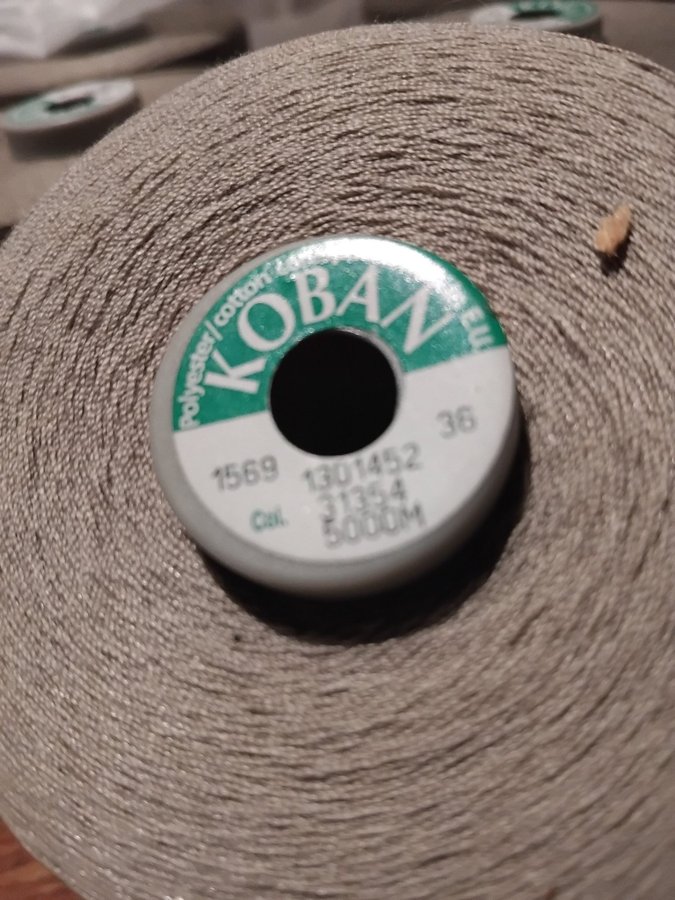 Polyester/cotton
KOBAN
E.U.
36
1569 1301452
Col. 31354
5000M